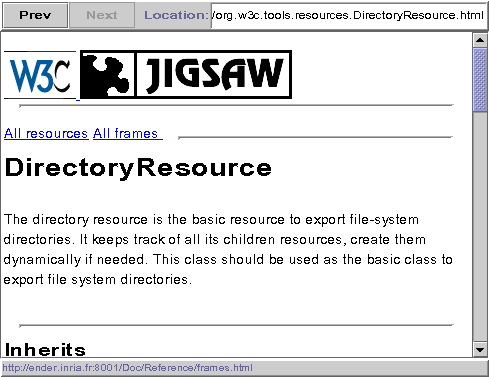 Prev Next Location: /org.w3c.tools.resources.DirectoryResource.html
W3C JIGSAW
All resources All frames
DirectoryResource
The directory resource is the basic resource to export file-system
directories. It keeps track of all its children resources, create them
dynamically if needed. This class should be used as the basic class to
export file system directories.
Inherits
http://ender.inria.fr:8001/Doc/Reference/frames.html